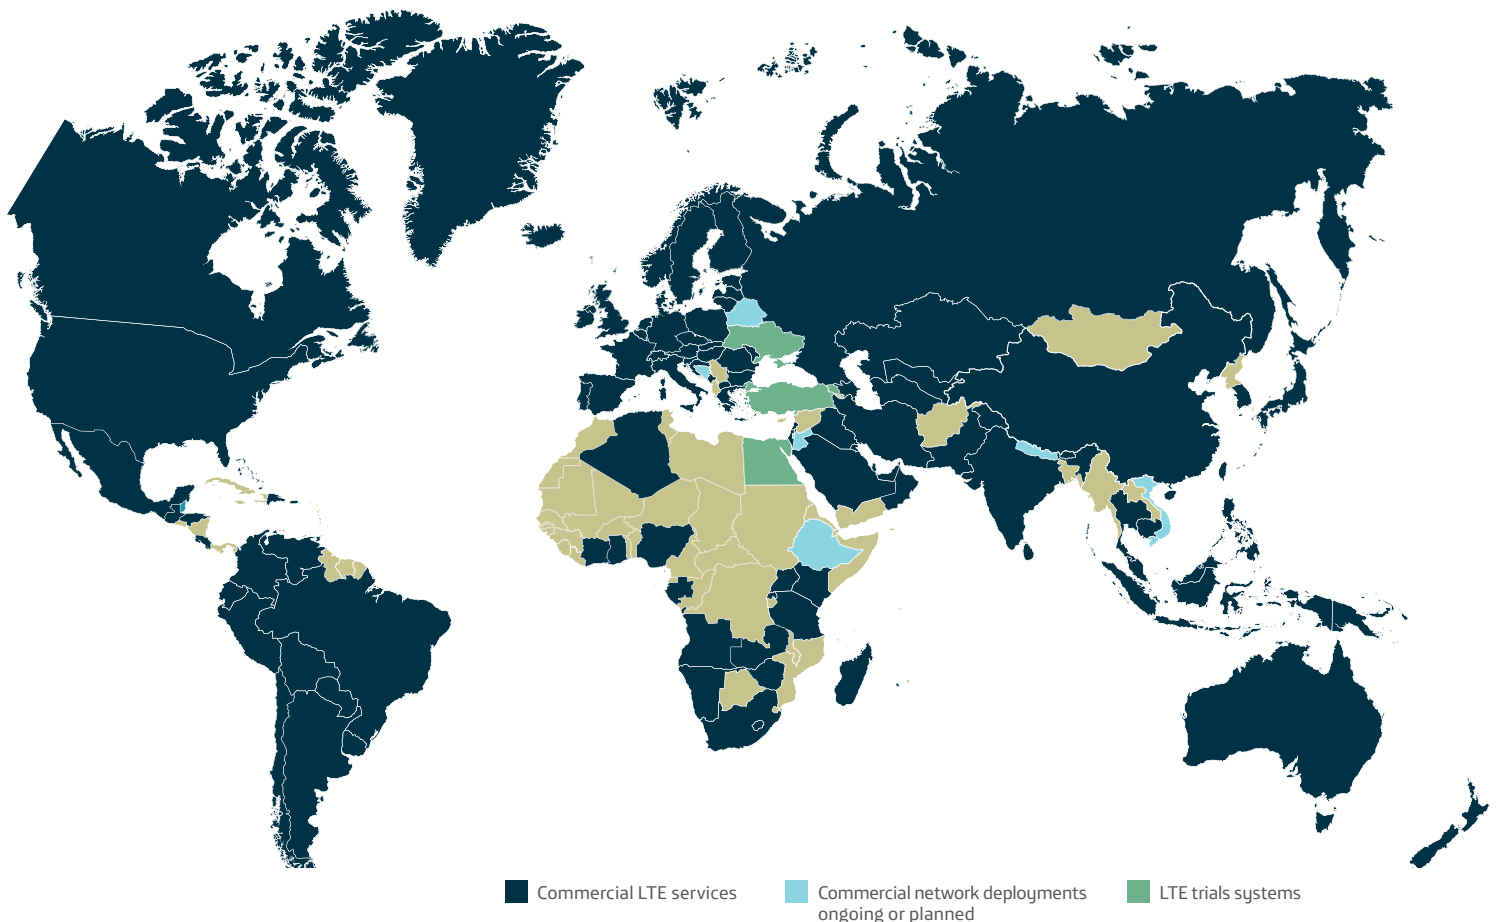 Commercial LTE services
Commercial network deployments
ongoing or planned
LTE trials systems